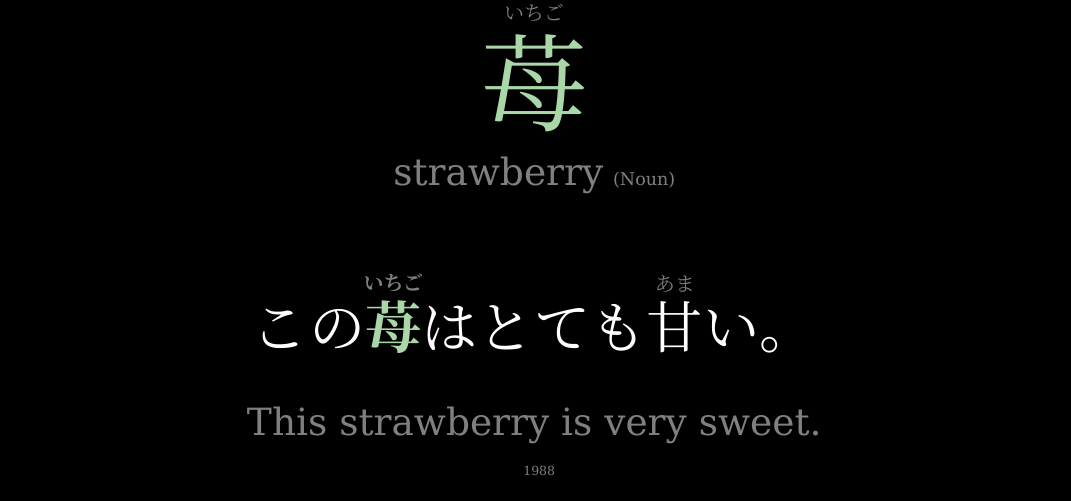 いちご
苺
strawberry (Noun)
いちご あま
この苺はとても甘い。
This strawberry is very sweet.
1988